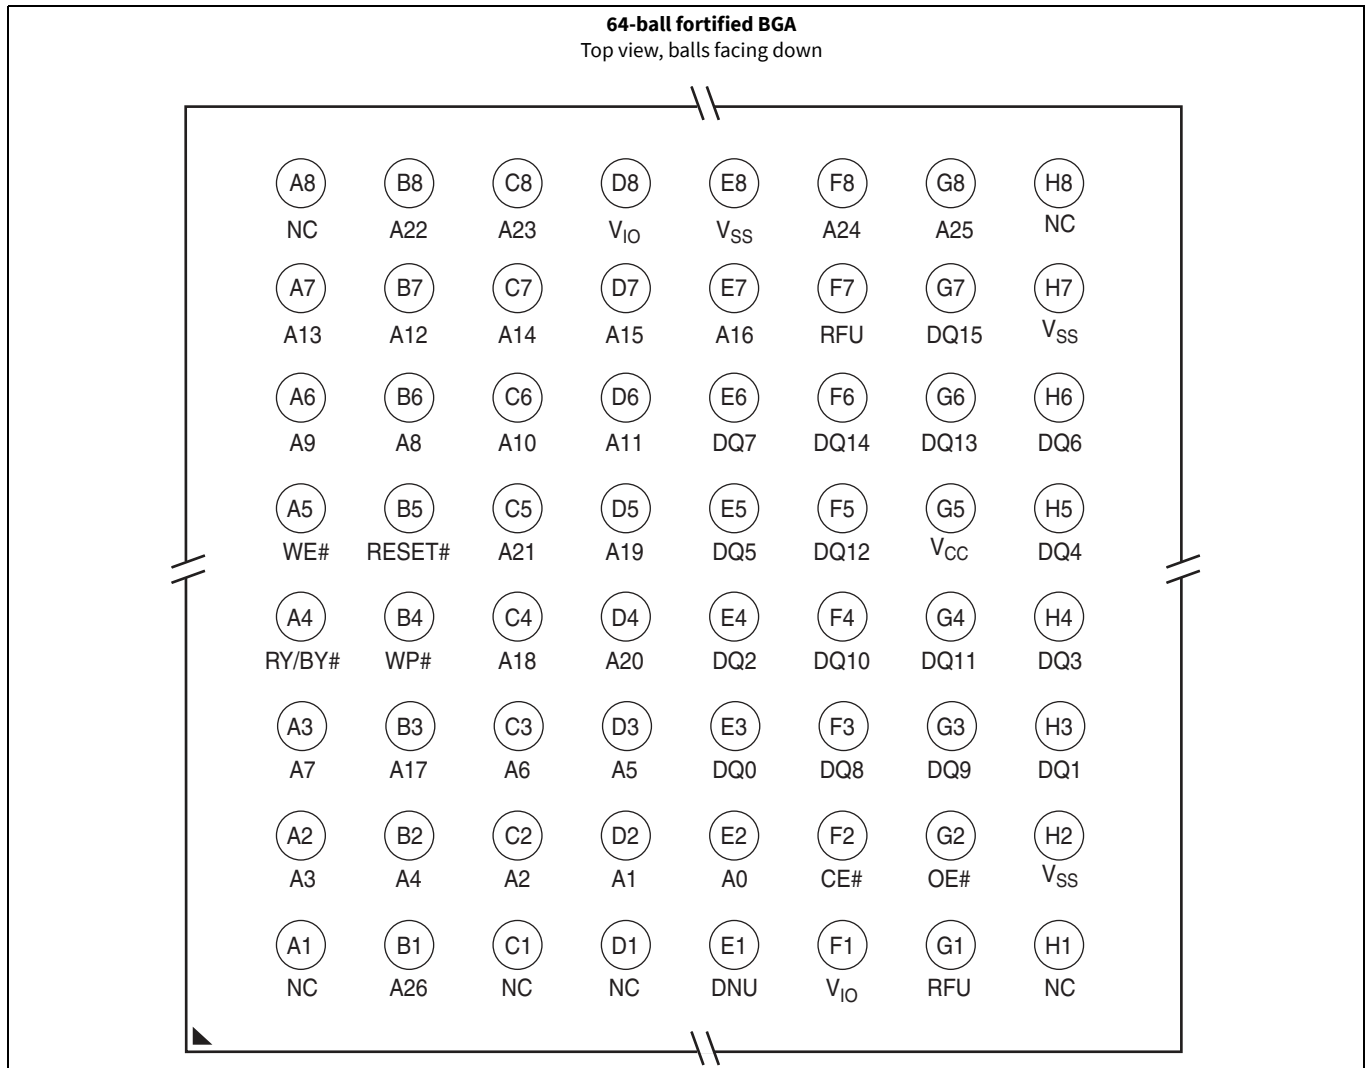 64-ball fortified BGA
Top view, balls facing down
A8 B8 C8 D8 E8 F8 G8 H8
NC A22 A23 VIO VSS A24 A25 NC
A7 B7 C7 D7 E7 F7 G7 H7
A13 A12 A14 A15 A16 RFU DQ15 VSS
A6 B6 C6 D6 E6 F6 G6 H6
A9 A8 A10 A11 DQ7 DQ14 DQ13 DQ6
A5 B5 C5 D5 E5 F5 G5 H5
WE# RESET# A21 A19 DQ5 DQ12 VCC DQ4
A4 B4 C4 D4 E4 F4 G4 H4
RY/BY# WP# A18 A20 DQ2 DQ10 DQ11 DQ3
A3 B3 C3 D3 E3 F3 G3 H3
A7 A17 A6 A5 DQ0 DQ8 DQ9 DQ1
A2 B2 C2 D2 E2 F2 G2 H2
A3 A4 A2 A1 A0 CE# OE# VSS
A1 B1 C1 D1 E1 F1 G1 H1
NC A26 NC NC DNU VIO RFU NC